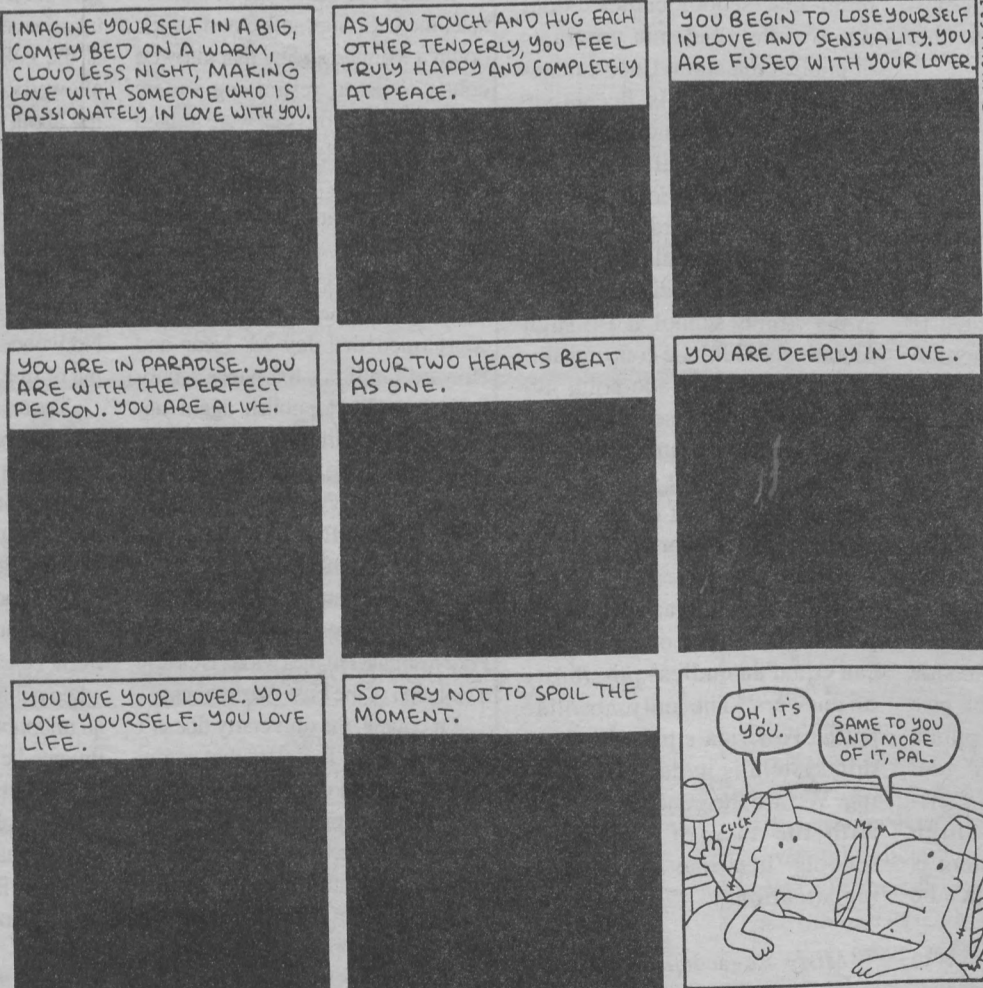 IMAGINE YOURSELF IN A BIG,
COMFY BED ON A WARM,
CLOUDLESS NIGHT, MAKING
LOVE WITH SOMEONE WHO IS
PASSIONATELY IN LOVE WITH YOU.
AS YOU TOUCH AND HUG EACH
OTHER TENDERLY, YOU FEEL
TRULY HAPPY AND COMPLETELY
AT PEACE.
YOU BEGIN TO LOSE YOURSELF
IN LOVE AND SENSUALITY. YOU
ARE FUSED WITH YOUR LOVER.
YOU ARE IN PARADISE. YOU
ARE WITH THE PERFECT
PERSON. YOU ARE ALIVE.
YOUR TWO HEARTS BEAT
AS ONE.
YOU ARE DEEPLY IN LOVE.
YOU LOVE YOUR LOVER. YOU
LOVE YOURSELF. YOU LOVE
LIFE.
SO TRY NOT TO SPOIL THE
MOMENT.
OH, IT'S
YOU.
SAME TO YOU
AND MORE
OF IT, PAL.
CLICK